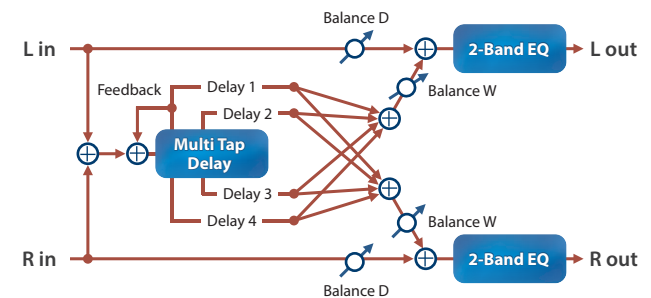 Balance D
L in
2-Band EQ
L out
Feedback
Delay 1
Balance W
Delay 2
Multi Tap
Delay
Delay 3
Delay 4
Balance W
R in
2-Band EQ
R out
Balance D